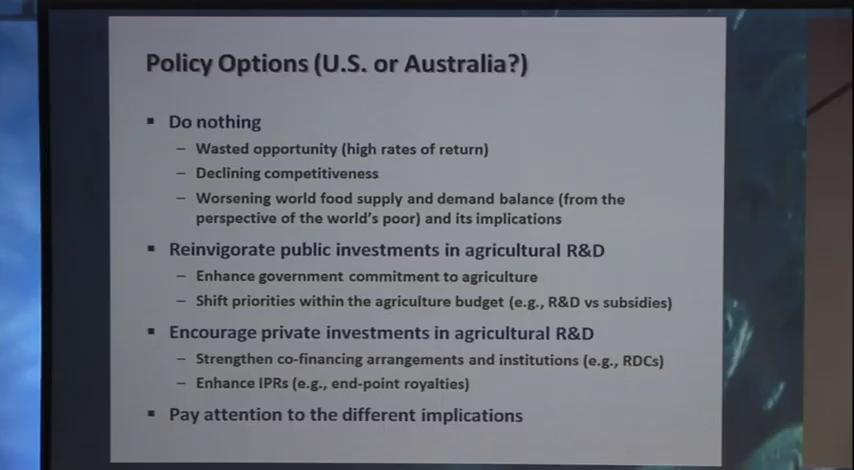 Policy Options (U.S. or Australia?)
▪ Do nothing
– Wasted opportunity (high rates of return)
– Declining competitiveness
– Worsening world food supply and demand balance (from the
perspective of the world's poor) and its implications
▪ Reinvigorate public investments in agricultural R&D
– Enhance government commitment to agriculture
– Shift priorities within the agriculture budget (e.g., R&D vs subsidies)
▪ Encourage private investments in agricultural R&D
– Strengthen co-financing arrangements and institutions (e.g., RDCs)
– Enhance IPRs (e.g., end-point royalties)
▪ Pay attention to the different implications